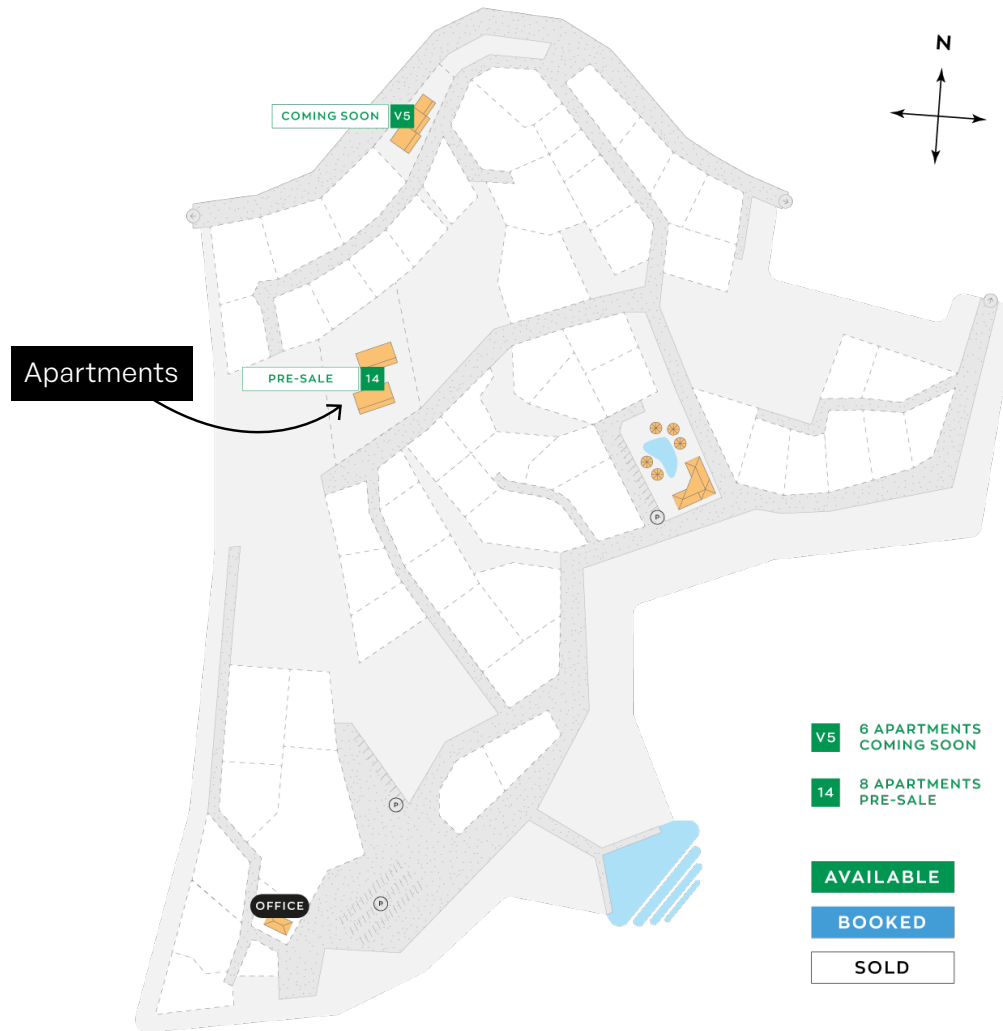 N
COMING SOON V5
Apartments
PRE-SALE 14
P
P
P
OFFICE
V5 6 APARTMENTS
COMING SOON
14 8 APARTMENTS
PRE-SALE
AVAILABLE
BOOKED
SOLD